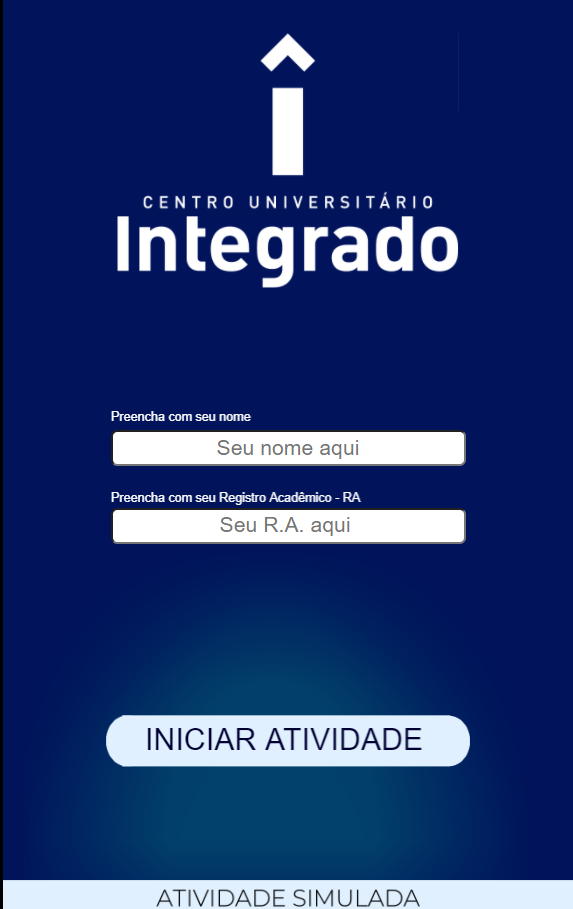 CENTRO UNIVERSITÁRIO
Integrado
Preencha com seu nome
Seu nome aqui
Preencha com seu Registro Acadêmico - RA
Seu R.A. aqui
INICIAR ATIVIDADE
ATIVIDADE SIMULADA